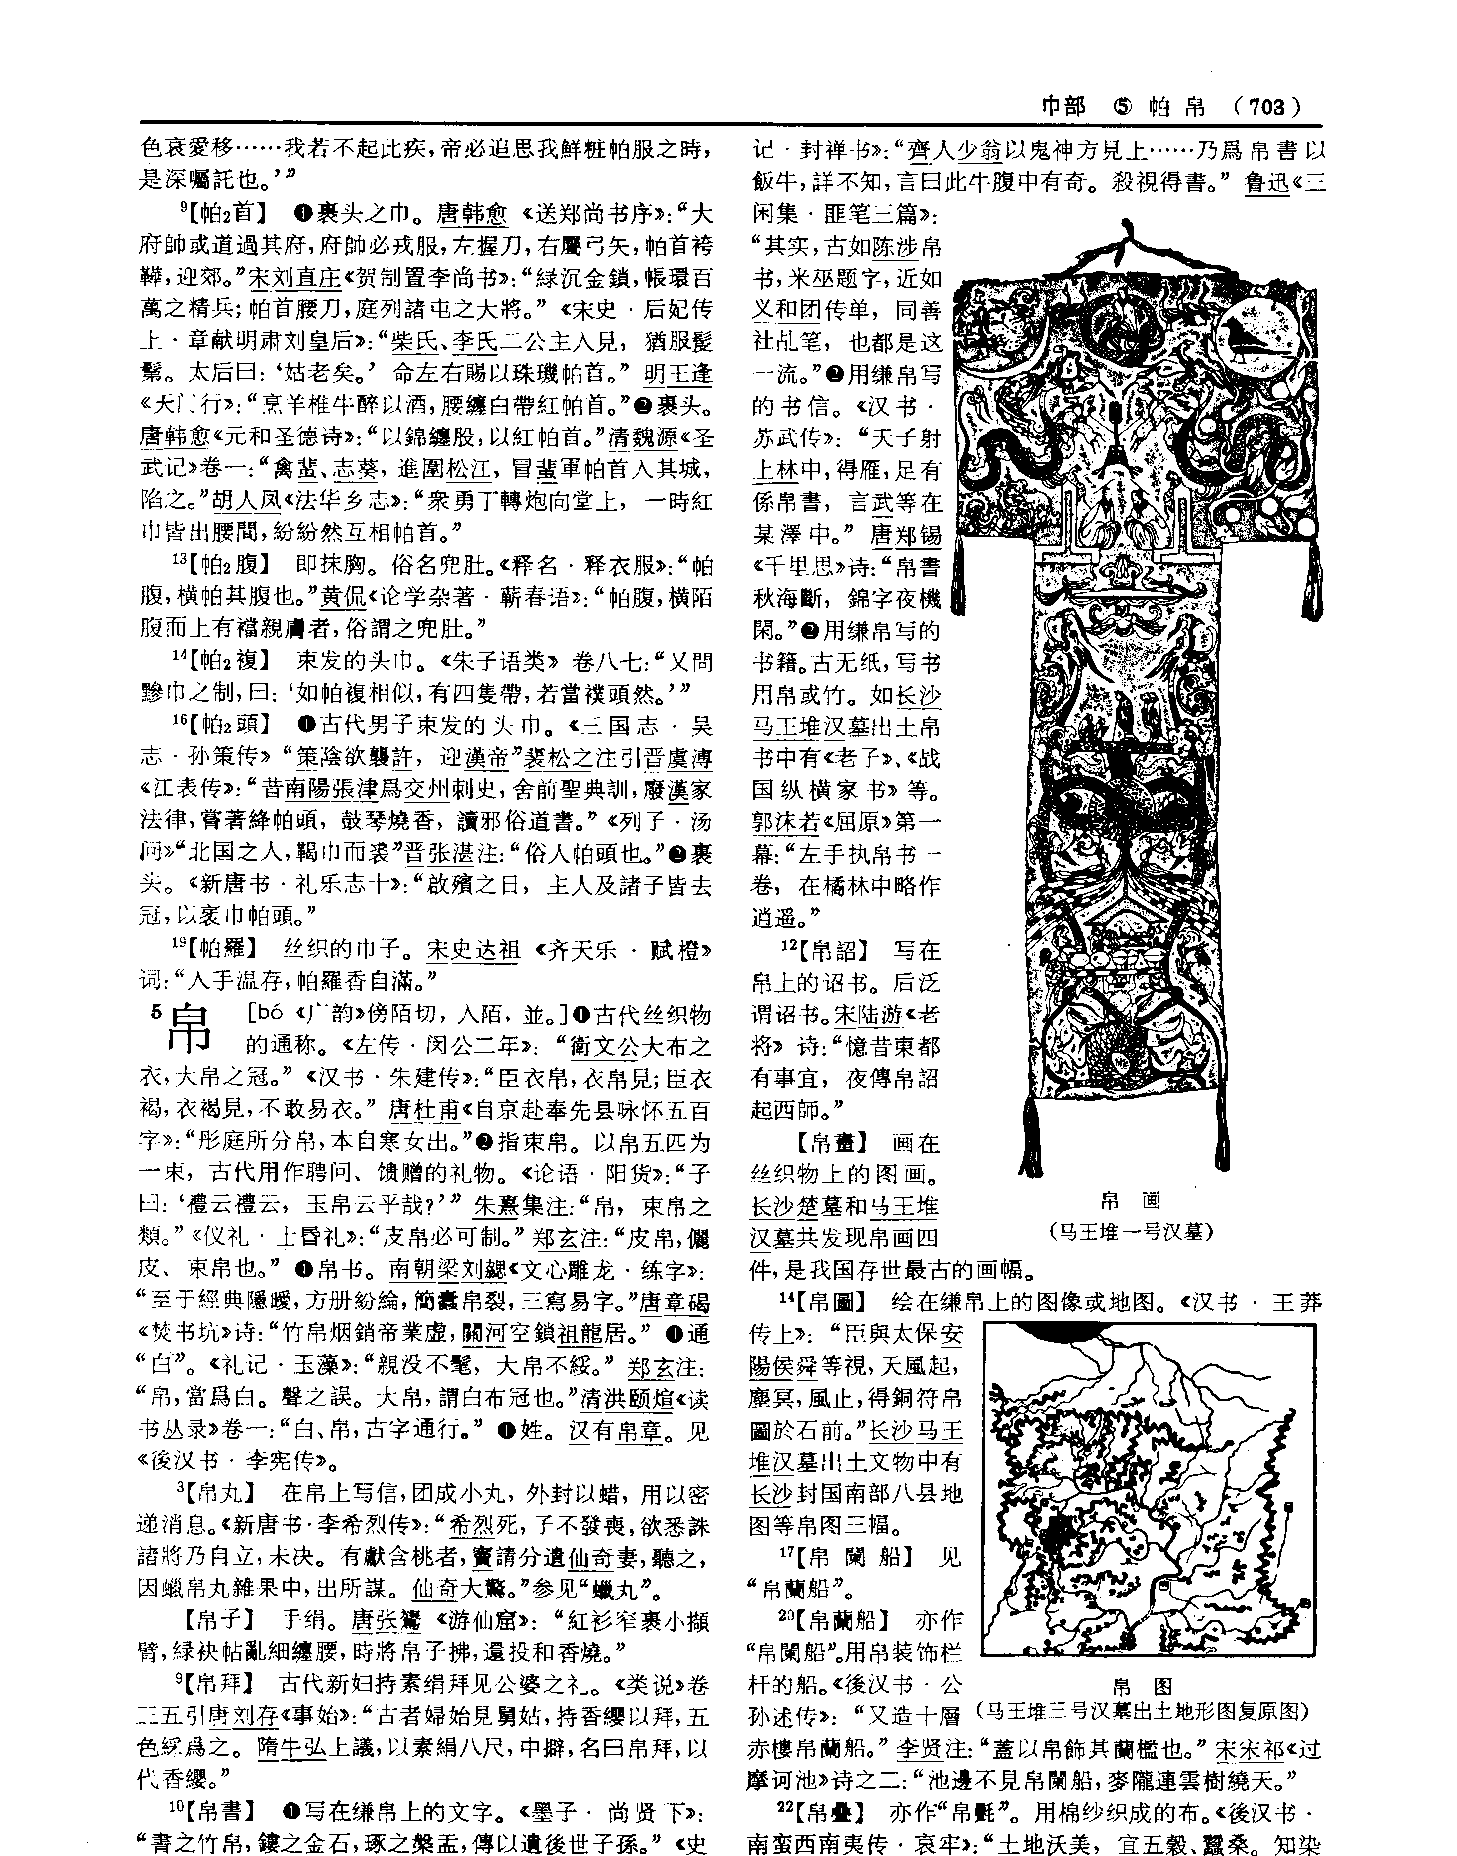 巾部 ⑤ 帕帛 (703)
色衰愛移……我若不起此疾，帝必追思我鮮粧帕服之時，
是深囑託也。’”
⁹【帕₂首】 ❶裹头之巾。唐韩愈《送郑尚书序》：“大
府帥或道過其府，府帥必戎服，左握刀，右屬弓矢，帕首袴
鞾，迎郊。”宋刘直庄《贺制置李尚书》：“緑沉金鎖，帳環百
萬之精兵；帕首腰刀，庭列諸屯之大將。”《宋史·后妃传
上·章献明肃刘皇后》：“柴氏、李氏二公主入見，猶服髲
䰂。太后曰：‘姑老矣。’命左右賜以珠璣帕首。”明王逢
《大门行》：“烹羊椎牛醉以酒，腰纏白帶紅帕首。”❷裹头。
唐韩愈《元和圣德诗》：“以錦纏股，以紅帕首。”清魏源《圣
武记》卷一：“禽蜚、志葵，進圍松江，冒蜚軍帕首入其城，
陷之。”胡人凤《法华乡志》：“衆勇丁轉炮向堂上，一時紅
巾皆出腰間，紛紛然互相帕首。”
¹³【帕₂腹】 即抹胸。俗名兜肚。《释名·释衣服》：“帕
腹，横帕其腹也。”黄侃《论学杂著·蕲春语》：“帕腹，横陌
腹而上有襠親膚者，俗謂之兜肚。”
¹⁴【帕₂複】 束发的头巾。《朱子语类》卷八七：“又問
黲巾之制，曰：‘如帕複相似，有四隻帶，若當襆頭然。’”
¹⁶【帕₂頭】 ❶古代男子束发的头巾。《三国志·吴
志·孙策传》“策陰欲襲許，迎漢帝”裴松之注引晋虞溥
《江表传》：“昔南陽張津爲交州刺史，舍前聖典訓，廢漢家
法律，嘗著絳帕頭，鼓琴燒香，讀邪俗道書。”《列子·汤
问》“北国之人，鞨巾而裘”晋张湛注：“俗人帕頭也。”❷裹
头。《新唐书·礼乐志十》：“啟殯之日，主人及諸子皆去
冠，以衺巾帕頭。”
¹⁹【帕羅】 丝织的巾子。宋史达祖《齐天乐·赋橙》
词：“入手温存，帕羅香自滿。”
5 帛 [bó 《广韵》傍陌切，入陌，並。]❶古代丝织物
的通称。《左传·闵公二年》：“衛文公大布之
衣，大帛之冠。”《汉书·朱建传》：“臣衣帛，衣帛見；臣衣
褐，衣褐見，不敢易衣。”唐杜甫《自京赴奉先县咏怀五百
字》：“彤庭所分帛，本自寒女出。”❷指束帛。以帛五匹为
一束，古代用作聘问、馈赠的礼物。《论语·阳货》：“子
曰：‘禮云禮云，玉帛云乎哉？’”朱熹集注：“帛，束帛之
類。”《仪礼·士昏礼》：“支帛必可制。”郑玄注：“皮帛，儷
皮、束帛也。”❶帛书。南朝梁刘勰《文心雕龙·练字》：
“至于經典隱曖，方册紛綸，簡蠹帛裂，三寫易字。”唐章碣
《焚书坑》诗：“竹帛烟銷帝業虚，關河空鎖祖龍居。”❶通
“白”。《礼记·玉藻》：“親没不髦，大帛不綏。”郑玄注：
“帛，當爲白。聲之誤。大帛，謂白布冠也。”清洪颐煊《读
书丛录》卷一：“白、帛，古字通行。”❶姓。汉有帛章。见
《後汉书·李宪传》。
³【帛丸】 在帛上写信，团成小丸，外封以蜡，用以密
递消息。《新唐书·李希烈传》：“希烈死，子不發喪，欲悉誅
諸將乃自立，未决。有獻含桃者，竇請分遺仙奇妻，聽之，
因蠟帛丸雜果中，出所謀。仙奇大驚。”参见“蠟丸”。
【帛子】 手绢。唐张鷟《游仙窟》：“紅衫窄裹小擷
臂，緑袂帖亂細纏腰，時將帛子拂，還投和香燒。”
⁹【帛拜】 古代新妇持素绢拜见公婆之礼。《类说》卷
三五引唐刘存《事始》：“古者婦始見舅姑，持香纓以拜，五
色綵爲之。隋牛弘上議，以素絹八尺，中擗，名曰帛拜，以
代香纓。”
¹⁰【帛書】 ❶写在缣帛上的文字。《墨子·尚贤下》：
“書之竹帛，鏤之金石，琢之槃盂，傳以遺後世子孫。”《史
记·封禅书》：“齊人少翁以鬼神方見上……乃爲帛書以
飯牛，詳不知，言曰此牛腹中有奇。殺視得書。”鲁迅《三
闲集·匪笔三篇》：
“其实，古如陈涉帛
书，米巫题字，近如
义和团传单，同善
社乩笔，也都是这
一流。”❷用缣帛写
的书信。《汉书·
苏武传》：“天子射
上林中，得雁，足有
係帛書，言武等在
某澤中。”唐郑锡
《千里思》诗：“帛書
秋海斷，錦字夜機
閑。”❷用缣帛写的
书籍。古无纸，写书
用帛或竹。如长沙
马王堆汉墓出土帛
书中有《老子》、《战
国纵横家书》等。
郭沫若《屈原》第一
幕：“左手执帛书一
卷，在橘林中略作
逍遥。”
¹²【帛詔】 写在
帛上的诏书。后泛
谓诏书。宋陆游《老
将》诗：“憶昔東都
有事宜，夜傳帛詔
起西師。”
【帛畫】 画在
丝织物上的图画。
长沙楚墓和马王堆
汉墓共发现帛画四
件，是我国存世最古的画幅。
帛画
（马王堆一号汉墓）
¹⁴【帛圖】 绘在缣帛上的图像或地图。《汉书·王莽
传上》：“臣與太保安
陽侯舜等視，天風起，
塵冥，風止，得銅符帛
圖於石前。”长沙马王
堆汉墓出土文物中有
长沙封国南部八县地
图等帛图三幅。
¹⁷【帛闌船】 见
“帛蘭船”。
²⁰【帛蘭船】 亦作
“帛闌船”。用帛装饰栏
杆的船。《後汉书·公
孙述传》：“又造十層
赤樓帛蘭船。”李贤注：“蓋以帛飾其蘭檻也。”宋宋祁《过
摩诃池》诗之二：“池邊不見帛闌船，麥隴連雲樹繞天。”
帛图
（马王堆三号汉墓出土地形图复原图）
²²【帛疊】 亦作“帛氎”。用棉纱织成的布。《後汉书·
南蛮西南夷传·哀牢》：“土地沃美，宜五穀、蠶桑。知染